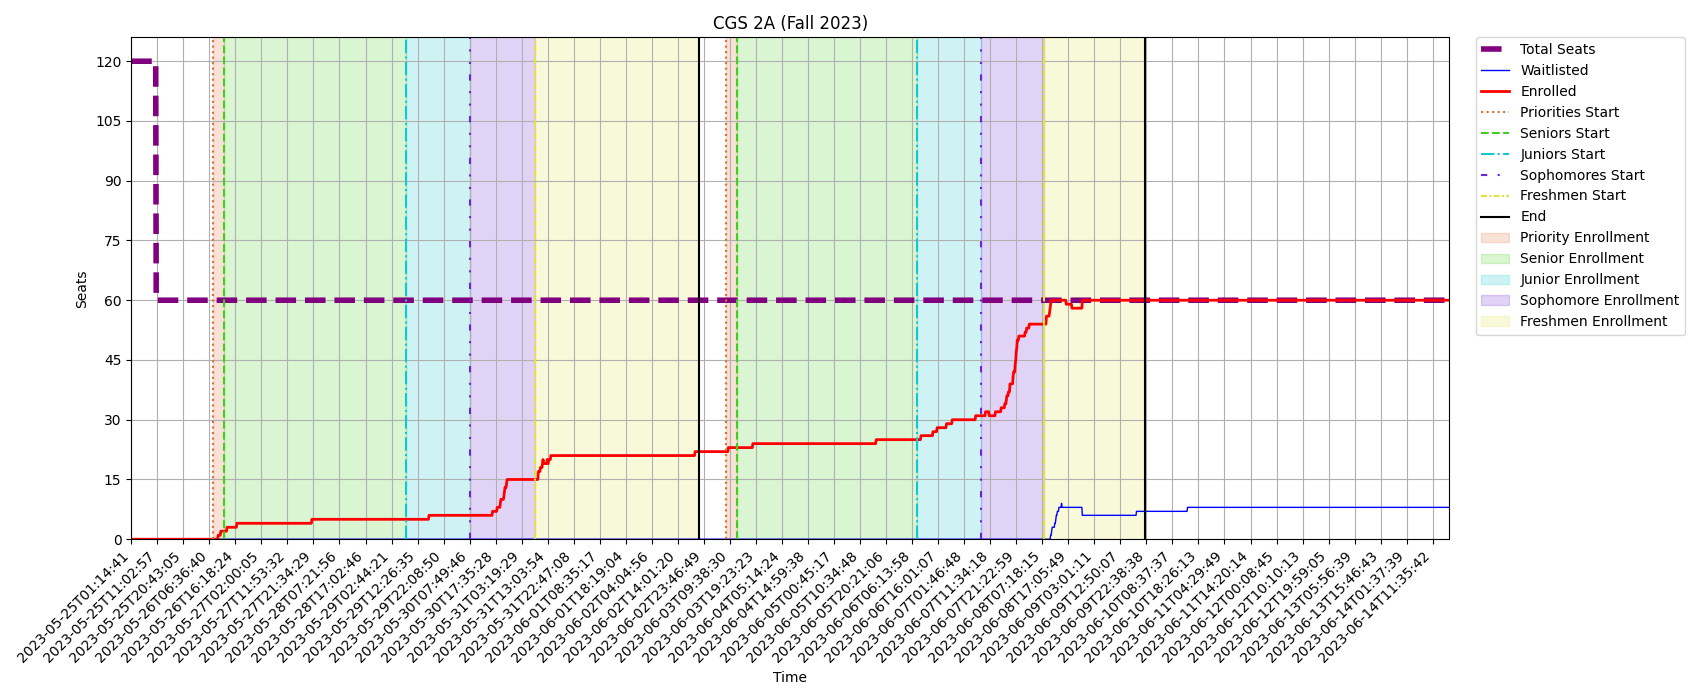 CGS 2A (Fall 2023)
Seats
120
105
90
75
60
45
30
15
0
2023-05-25T01:14:41
2023-05-25T11:02:57
2023-05-25T20:43:05
2023-05-26T06:36:40
2023-05-26T16:18:24
2023-05-27T02:00:05
2023-05-27T11:53:32
2023-05-27T21:34:29
2023-05-28T07:21:56
2023-05-28T17:02:46
2023-05-29T02:44:21
2023-05-29T12:26:35
2023-05-29T22:08:50
2023-05-30T07:49:46
2023-05-30T17:35:28
2023-05-31T03:19:29
2023-05-31T13:03:54
2023-05-31T22:47:08
2023-06-01T08:35:17
2023-06-01T18:19:04
2023-06-02T04:04:56
2023-06-02T14:01:20
2023-06-02T23:46:49
2023-06-03T09:38:30
2023-06-03T19:23:23
2023-06-04T05:14:24
2023-06-04T14:59:38
2023-06-05T00:45:17
2023-06-05T10:34:48
2023-06-05T20:21:06
2023-06-06T06:13:58
2023-06-06T16:01:07
2023-06-07T01:46:48
2023-06-07T11:34:18
2023-06-07T21:22:59
2023-06-08T07:18:15
2023-06-08T17:05:49
2023-06-09T03:01:11
2023-06-09T12:50:07
2023-06-09T22:38:38
2023-06-10T08:37:37
2023-06-10T18:26:13
2023-06-11T04:29:49
2023-06-11T14:20:14
2023-06-12T00:08:45
2023-06-12T10:10:13
2023-06-12T19:59:05
2023-06-13T05:56:39
2023-06-13T15:46:43
2023-06-14T01:37:39
2023-06-14T11:35:42
Time
Total Seats
Waitlisted
Enrolled
Priorities Start
Seniors Start
Juniors Start
Sophomores Start
Freshmen Start
End
Priority Enrollment
Senior Enrollment
Junior Enrollment
Sophomore Enrollment
Freshmen Enrollment